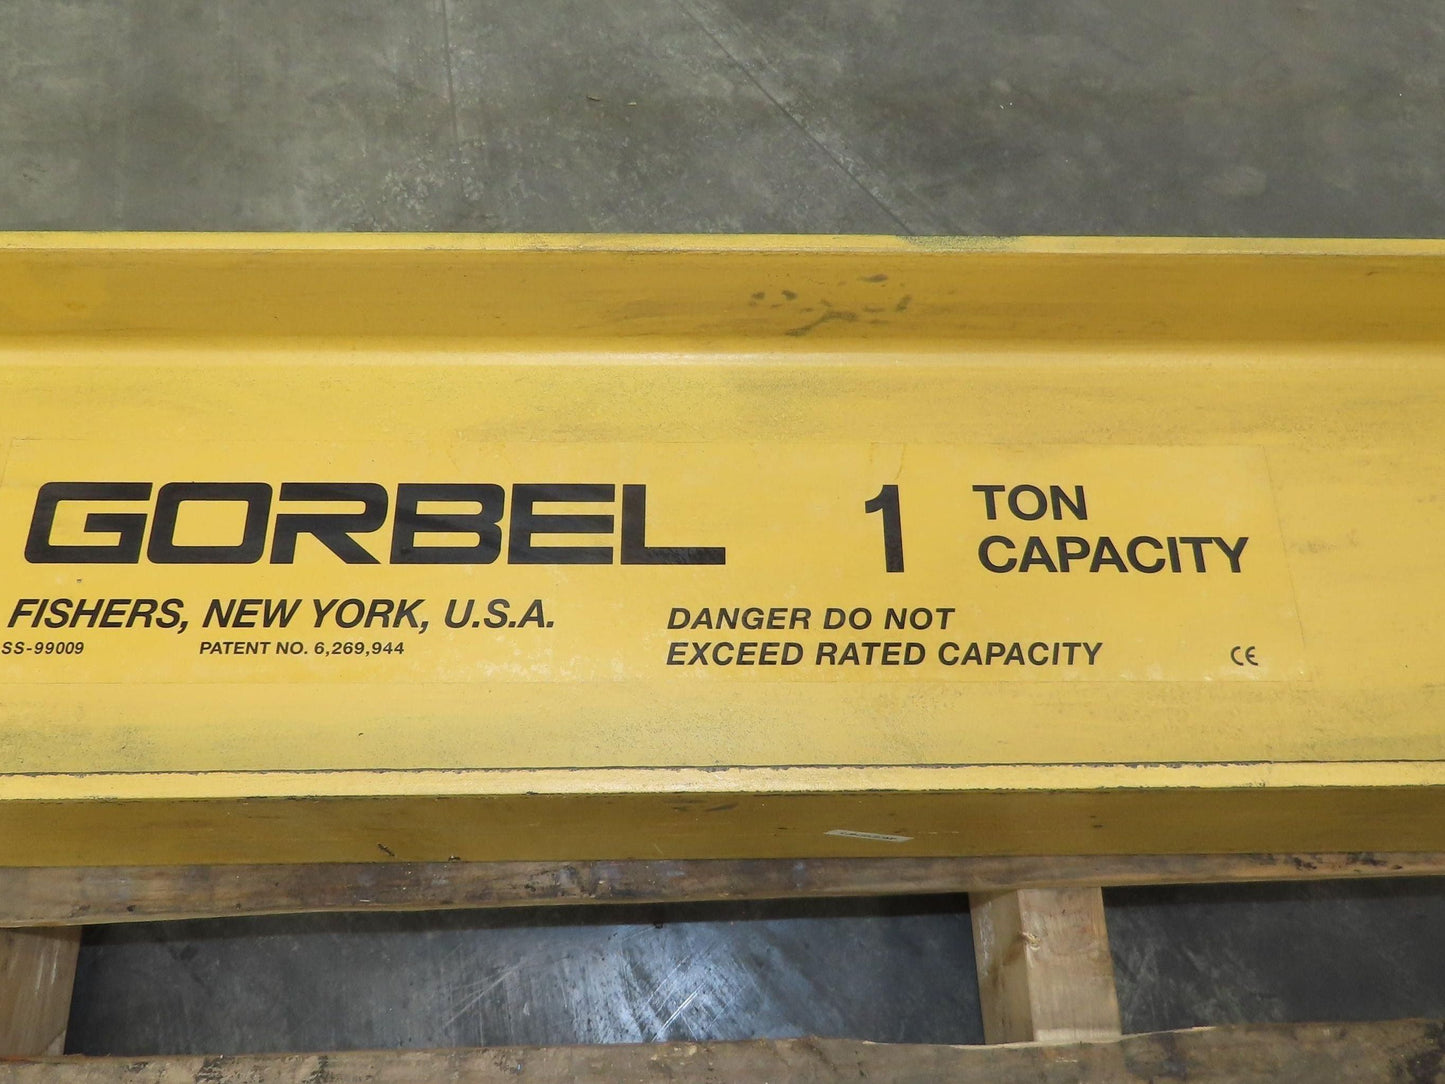 GORBEL
FISHERS, NEW YORK, U.S.A.
SS-99009 PATENT NO. 6,269,944
1 TON
CAPACITY
DANGER DO NOT
EXCEED RATED CAPACITY
CE